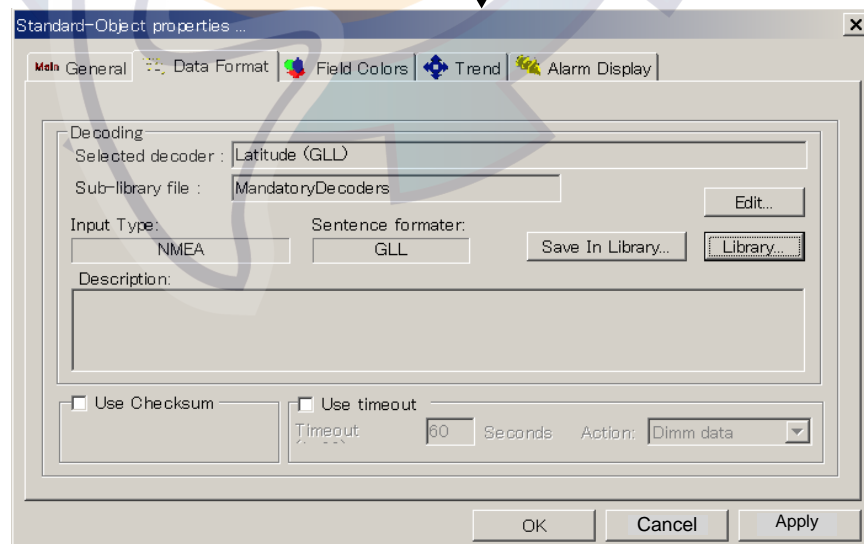 Standard-Object properties ...
Main General Data Format Field Colors Trend Alarm Display
Decoding
Selected decoder : Latitude (GLL)
Sub-library file : MandatoryDecoders
Edit...
Input Type: Sentence formater:
NMEA GLL Save In Library... Library...
Description:
Use Checksum Use timeout
Timeout 60 Seconds Action: Dimm data
OK Cancel Apply